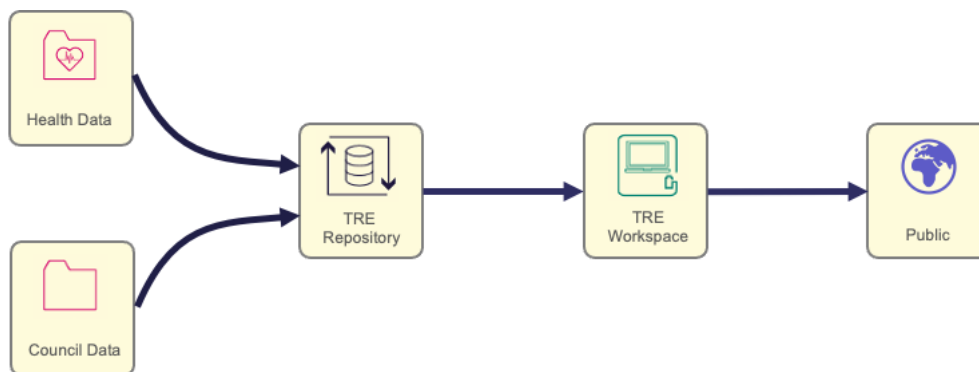 Health Data
TRE
Repository
TRE
Workspace
Public
Council Data